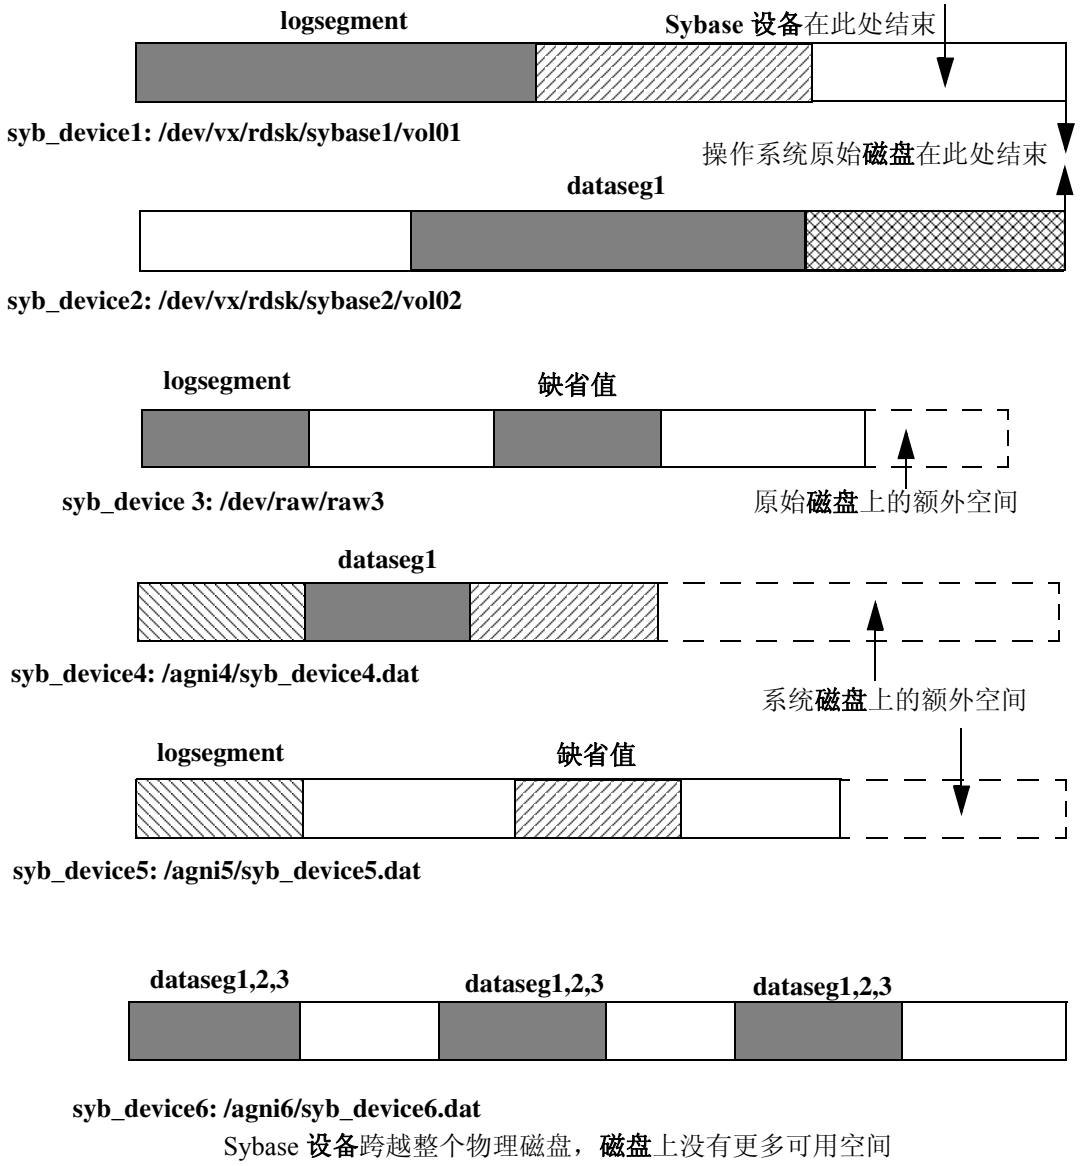 logsegment
Sybase 设备在此处结束
syb_device1: /dev/vx/rdsk/sybase1/vol01
操作系统原始磁盘在此处结束
dataseg1
syb_device2: /dev/vx/rdsk/sybase2/vol02
logsegment
缺省值
syb_device 3: /dev/raw/raw3
原始磁盘上的额外空间
dataseg1
syb_device4: /agni4/syb_device4.dat
系统磁盘上的额外空间
logsegment
缺省值
syb_device5: /agni5/syb_device5.dat
dataseg1,2,3
dataseg1,2,3
dataseg1,2,3
syb_device6: /agni6/syb_device6.dat
Sybase 设备跨越整个物理磁盘，磁盘上没有更多可用空间